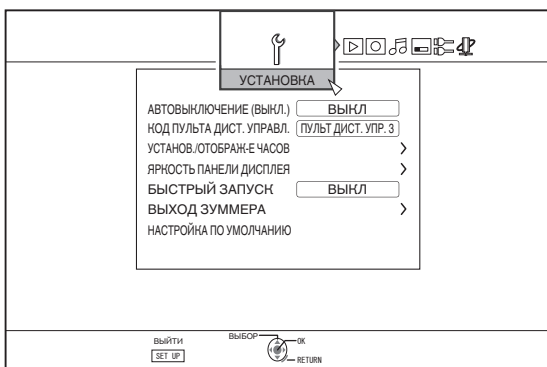 УСТАНОВКА
АВТОВЫКЛЮЧЕНИЕ (ВЫКЛ.) ВЫКЛ
КОД ПУЛЬТА ДИСТ. УПРАВЛ. ПУЛЬТ ДИСТ. УПР. 3
УСТАНОВ./ОТОБРАЖ-Е ЧАСОВ
ЯРКОСТЬ ПАНЕЛИ ДИСПЛЕЯ
БЫСТРЫЙ ЗАПУСК ВЫКЛ
ВЫХОД ЗУММЕРА
НАСТРОЙКА ПО УМОЛЧАНИЮ
ВЫЙТИ ВЫБОР OK
SET UP RETURN